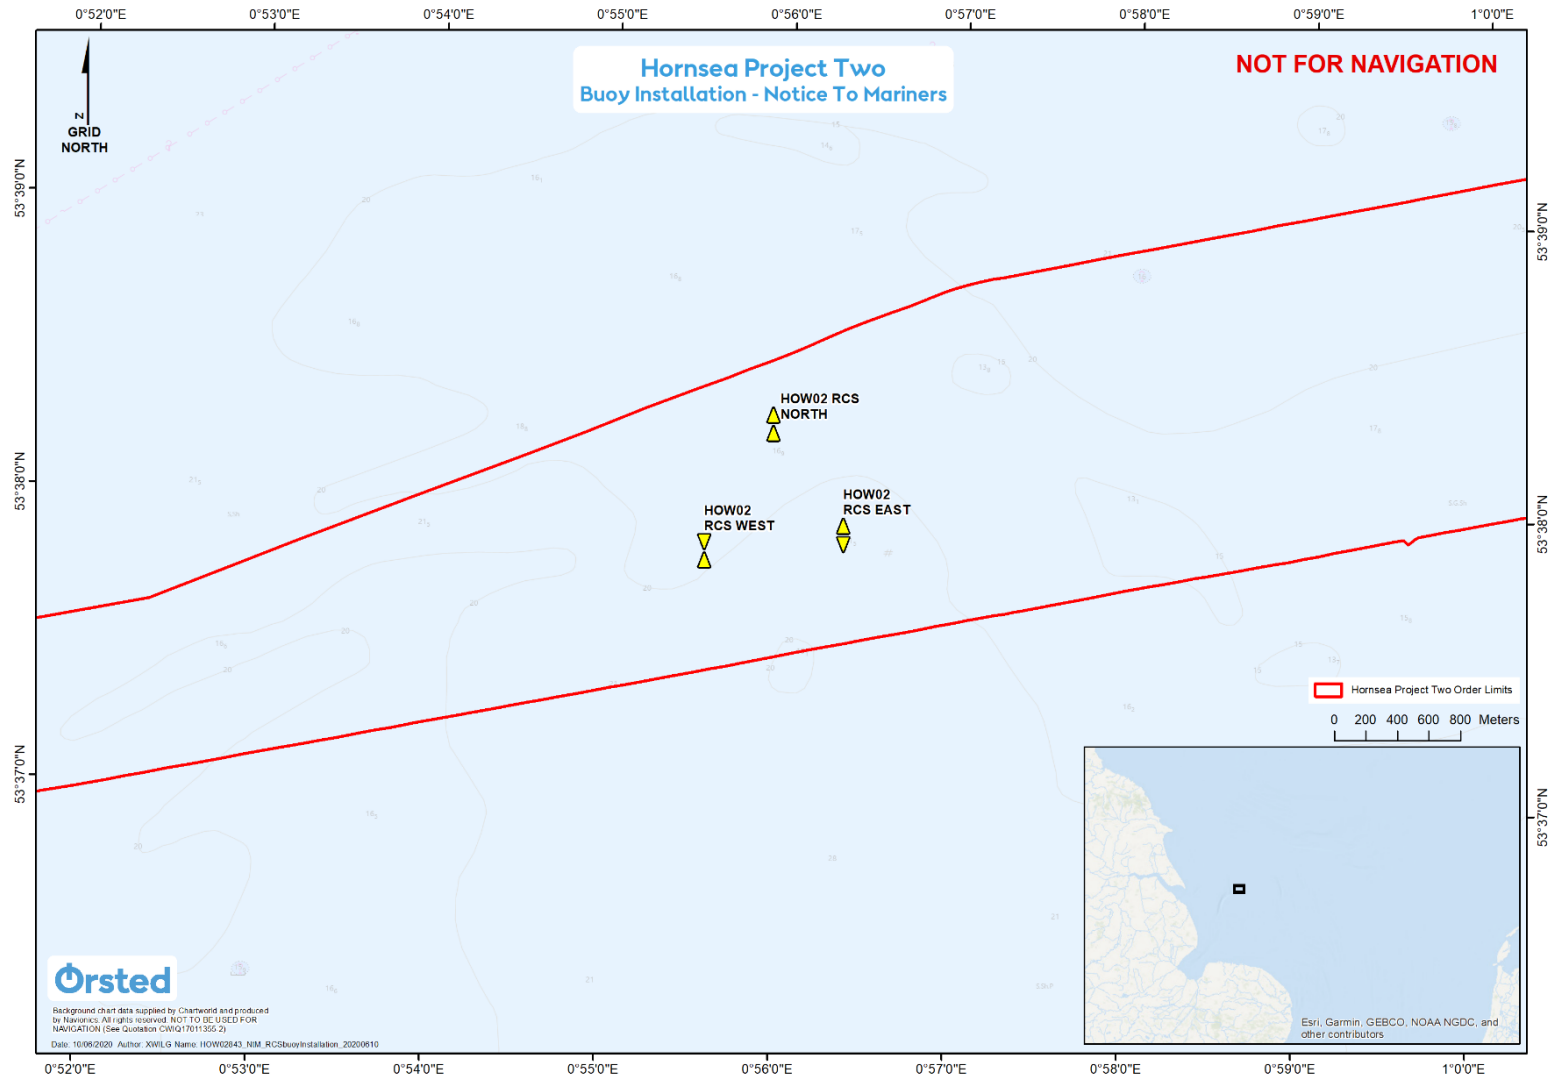 0°52'0"E 0°53'0"E 0°54'0"E 0°55'0"E 0°56'0"E 0°57'0"E 0°58'0"E 0°59'0"E 1°0'0"E
Hornsea Project Two
Buoy Installation - Notice To Mariners
NOT FOR NAVIGATION
N
GRID
NORTH
53°39'0"N
53°39'0"N
HOW02 RCS
NORTH
53°38'0"N
HOW02
RCS EAST
HOW02
RCS WEST
53°38'0"N
Hornsea Project Two Order Limits
0 200 400 600 800 Meters
53°37'0"N
53°37'0"N
Ørsted
Background chart data supplied by Chartworld and produced
by Navionics. All rights reserved. NOT TO BE USED FOR
NAVIGATION (See Quotation CWIQ17011355-2)
Date: 10/06/2020 Author: XWILG Name: HOW02843_NtM_RCSbuoyInstallation_20200610
Esri, Garmin, GEBCO, NOAA NGDC, and
other contributors
0°52'0"E 0°53'0"E 0°54'0"E 0°55'0"E 0°56'0"E 0°57'0"E 0°58'0"E 0°59'0"E 1°0'0"E